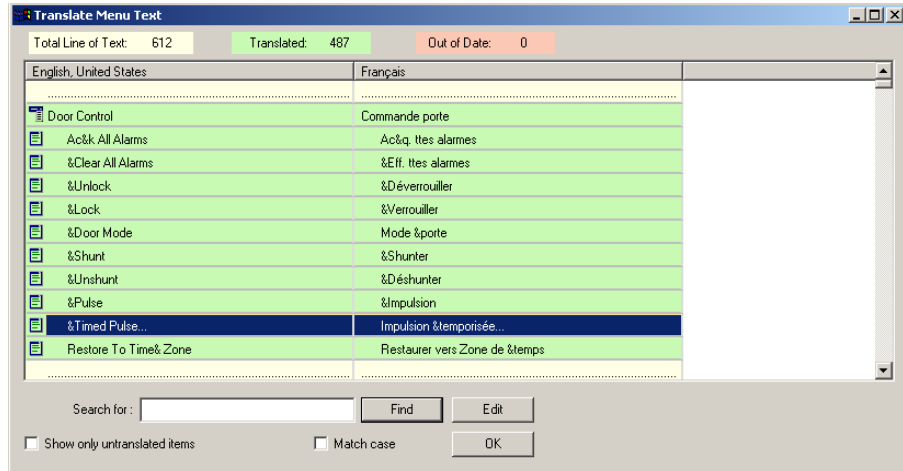 Translate Menu Text
Total Line of Text: 612 Translated: 487 Out of Date: 0
English, United States Français
Door Control Commande porte
Ac&k All Alarms Ac&q. ttes alarmes
&Clear All Alarms &Eff. ttes alarmes
&Unlock &Déverrouiller
&Lock &Verrouiller
&Door Mode Mode &porte
&Shunt &Shunter
&Unshunt &Déshunter
&Pulse &Impulsion
&Timed Pulse... Impulsion &temporisée...
Restore To Time& Zone Restaurer vers Zone de &temps
Search for : Find Edit
Show only untranslated items Match case OK